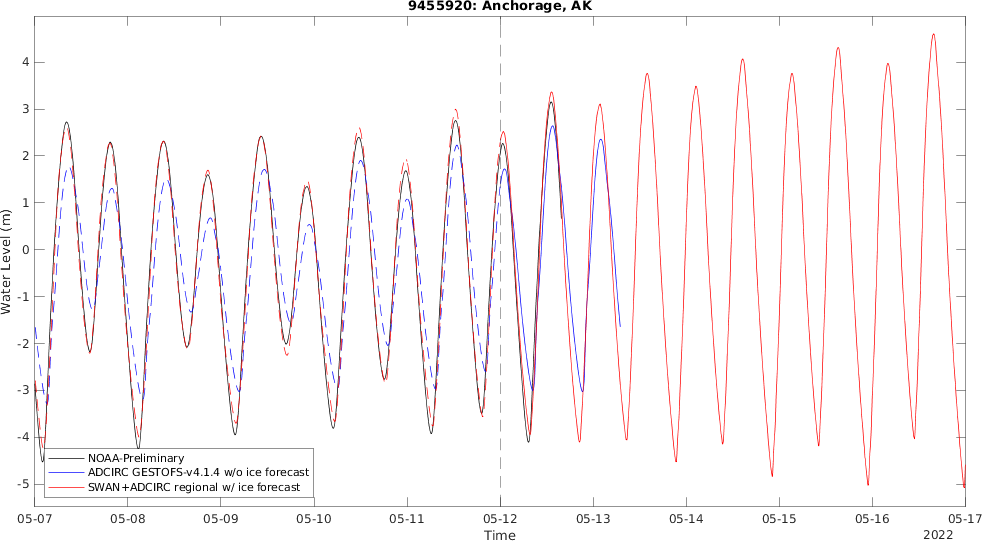 9455920: Anchorage, AK
Water Level (m)
4
3
2
1
0
-1
-2
-3
-4
-5
NOAA-Preliminary
ADCIRC GESTOFS-v4.1.4 w/o ice forecast
SWAN+ADCIRC regional w/ ice forecast
05-07 05-08 05-09 05-10 05-11 05-12 05-13 05-14 05-15 05-16 05-17
Time
2022